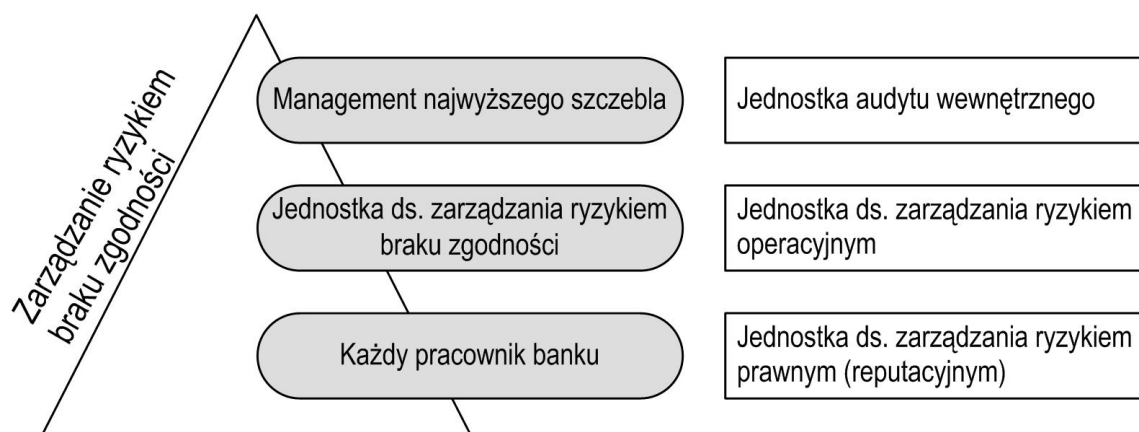 Zarządzanie ryzykiem
braku zgodności
Management najwyższego szczebla
Jednostka audytu wewnętrznego
Jednostka ds. zarządzania ryzykiem
braku zgodności
Jednostka ds. zarządzania ryzykiem
operacyjnym
Każdy pracownik banku
Jednostka ds. zarządzania ryzykiem
prawnym (reputacyjnym)